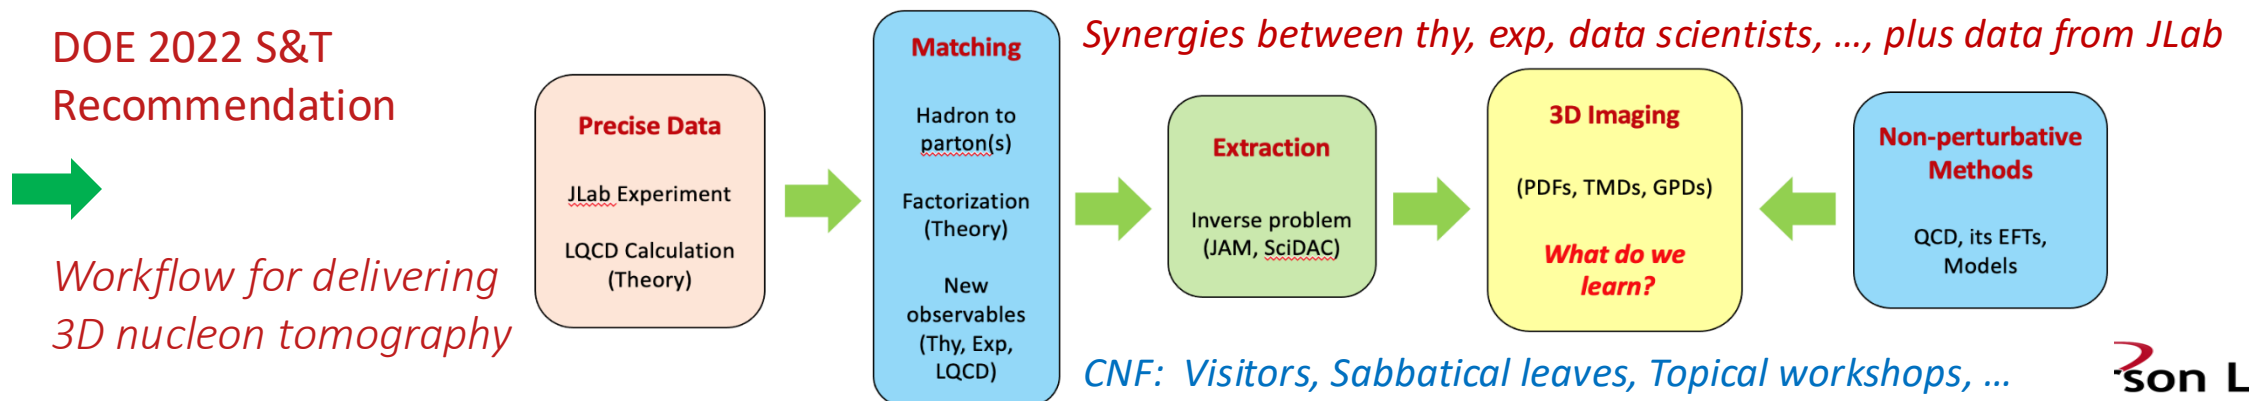 DOE 2022 S&T
Recommendation
Workflow for delivering
3D nucleon tomography
Precise Data
JLab Experiment
LQCD Calculation
(Theory)
Matching
Hadron to
parton(s)
Factorization
(Theory)
New
observables
(Thy, Exp,
LQCD)
Synergies between thy, exp, data scientists, …, plus data from JLab
Extraction
Inverse problem
(JAM, SciDAC)
3D Imaging
(PDFs, TMDs, GPDs)
What do we
learn?
Non-perturbative
Methods
QCD, its EFTs,
Models
CNF: Visitors, Sabbatical leaves, Topical workshops, …
son L